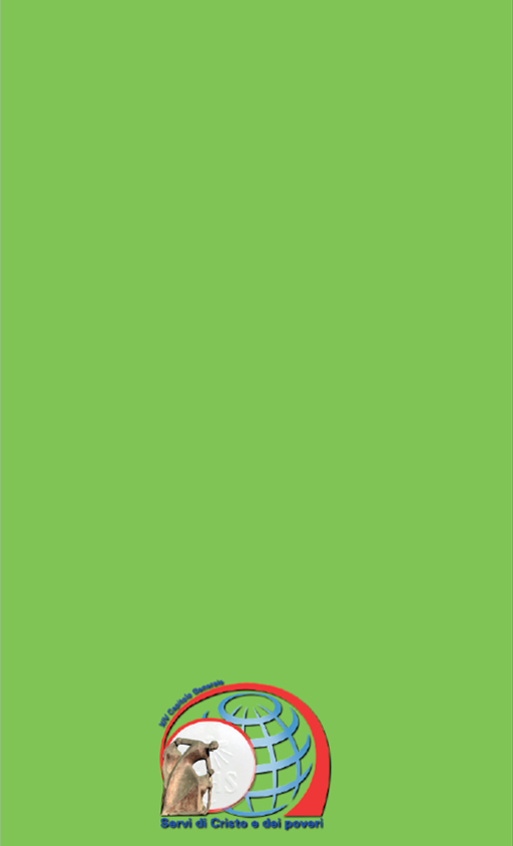 XIV Capitolo Generale
Servi di Cristo e dei poveri